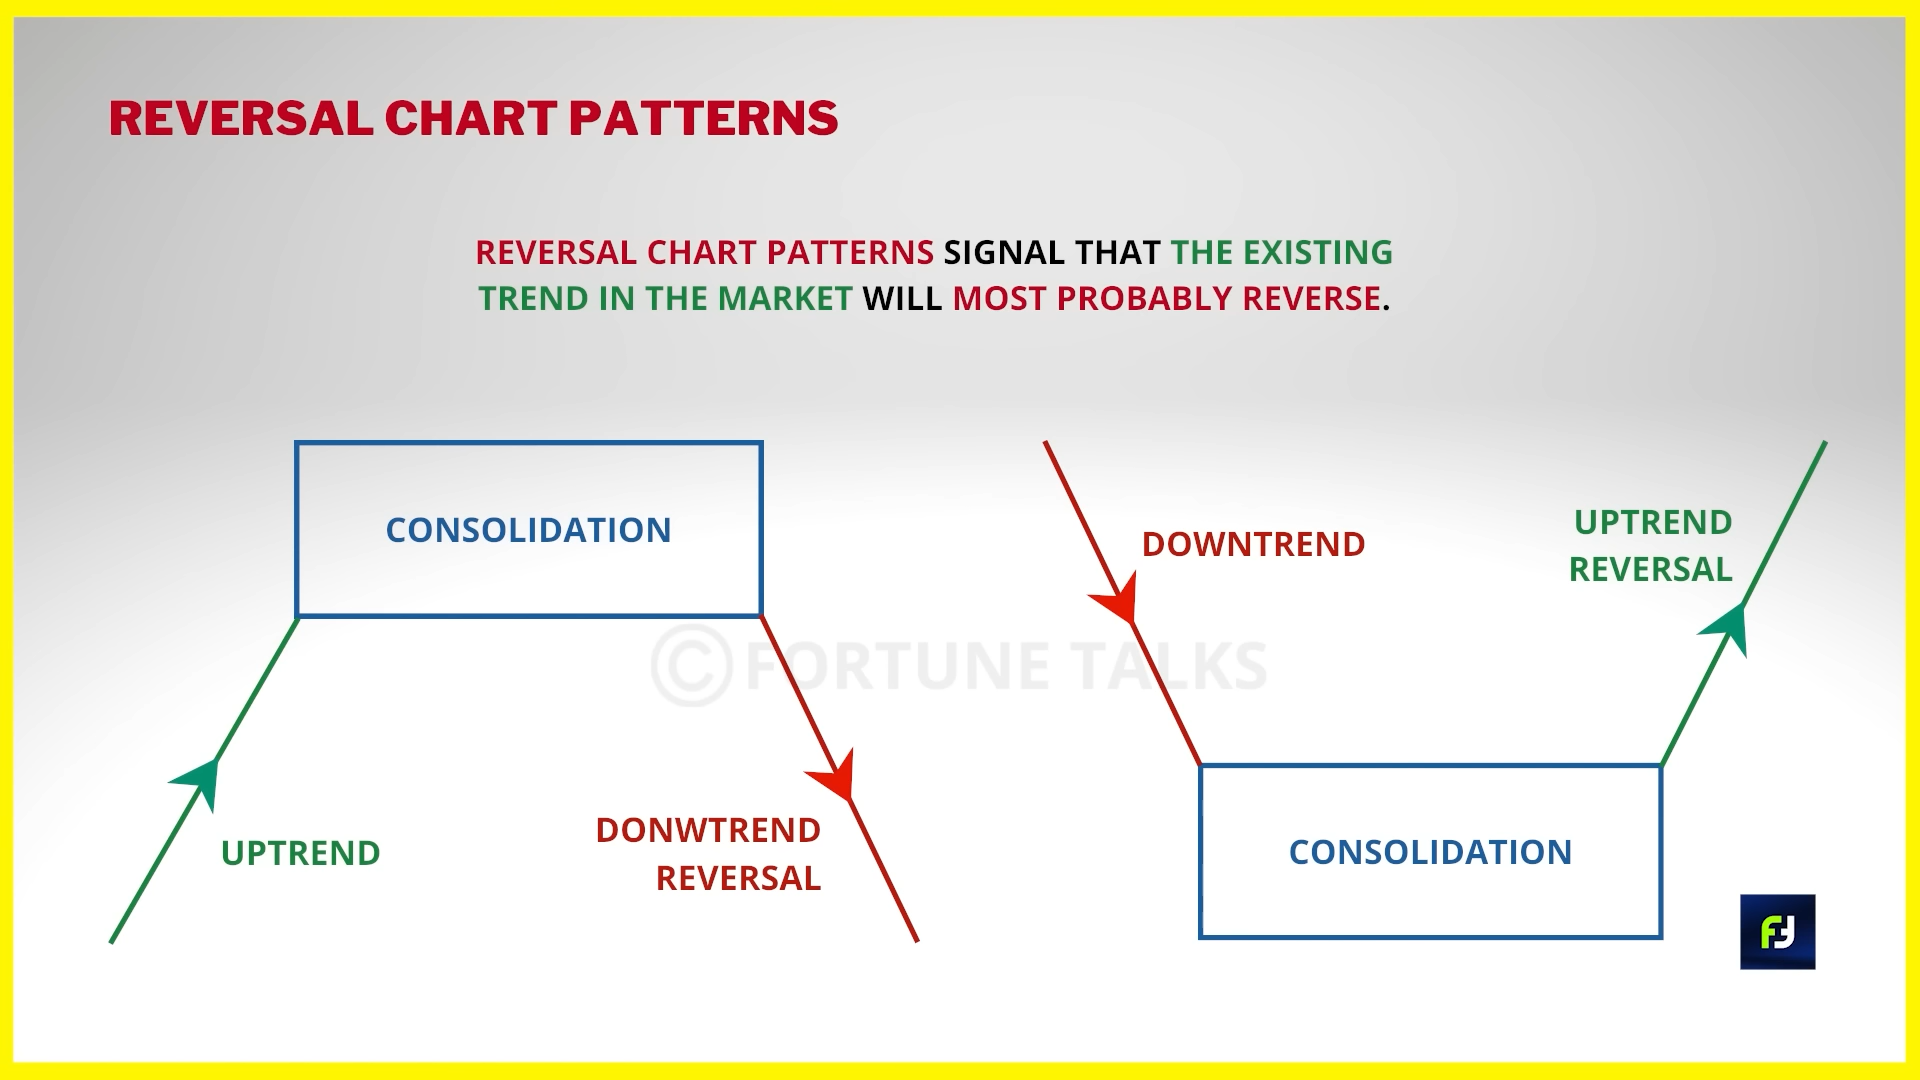 REVERSAL CHART PATTERNS
REVERSAL CHART PATTERNS SIGNAL THAT THE EXISTING
TREND IN THE MARKET WILL MOST PROBABLY REVERSE.
CONSOLIDATION
UPTREND
DONWTREND
REVERSAL
DOWNTREND
UPTREND
REVERSAL
CONSOLIDATION
© FORTUNE TALKS